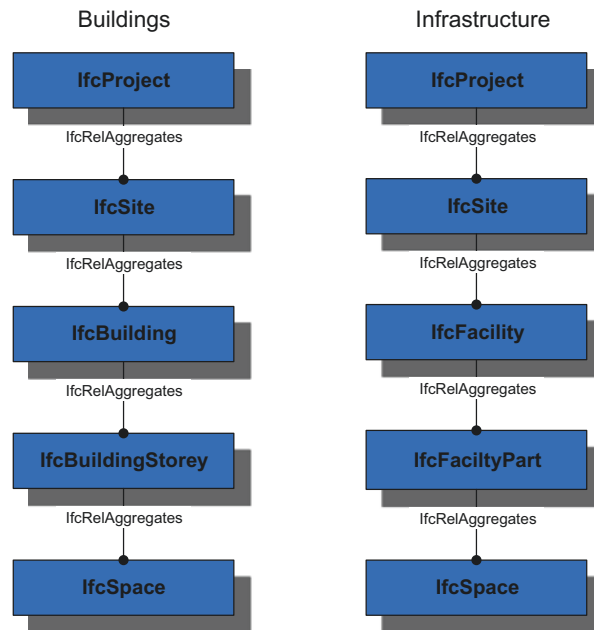 Buildings
IfcProject
IfcRelAggregates
IfcSite
IfcRelAggregates
IfcBuilding
IfcRelAggregates
IfcBuildingStorey
IfcRelAggregates
IfcSpace
Infrastructure
IfcProject
IfcRelAggregates
IfcSite
IfcRelAggregates
IfcFacility
IfcRelAggregates
IfcFaciltyPart
IfcRelAggregates
IfcSpace